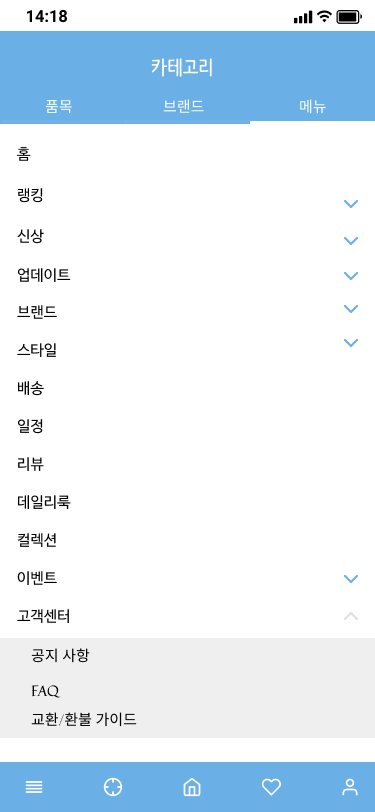 14:18
카테고리
품목 브랜드 메뉴
홈
랭킹
신상
업데이트
브랜드
스타일
배송
일정
리뷰
데일리룩
컬렉션
이벤트
고객센터
공지 사항
FAQ
교환/환불 가이드